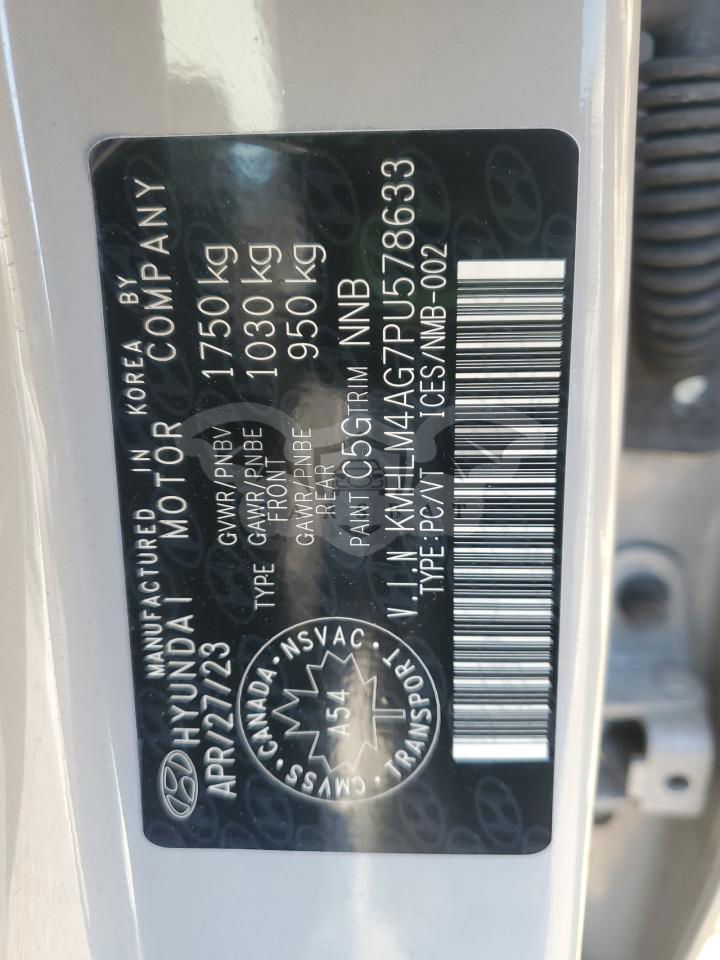 MANUFACTURED IN KOREA BY
HYUNDAI MOTOR COMPANY
APR/27/23 GVWR/PNBV 1750 kg
TYPE GAWR/PNBE FRONT 1030 kg
GAWR/PNBE REAR 950 kg
PAINT C5G TRIM NNB
V.I.N KMHLM4AG7PU578633
TYPE:PC/VT ICES/NMB-002
CANADA · NSVAC · TRANSPORT · CMVSS
A54